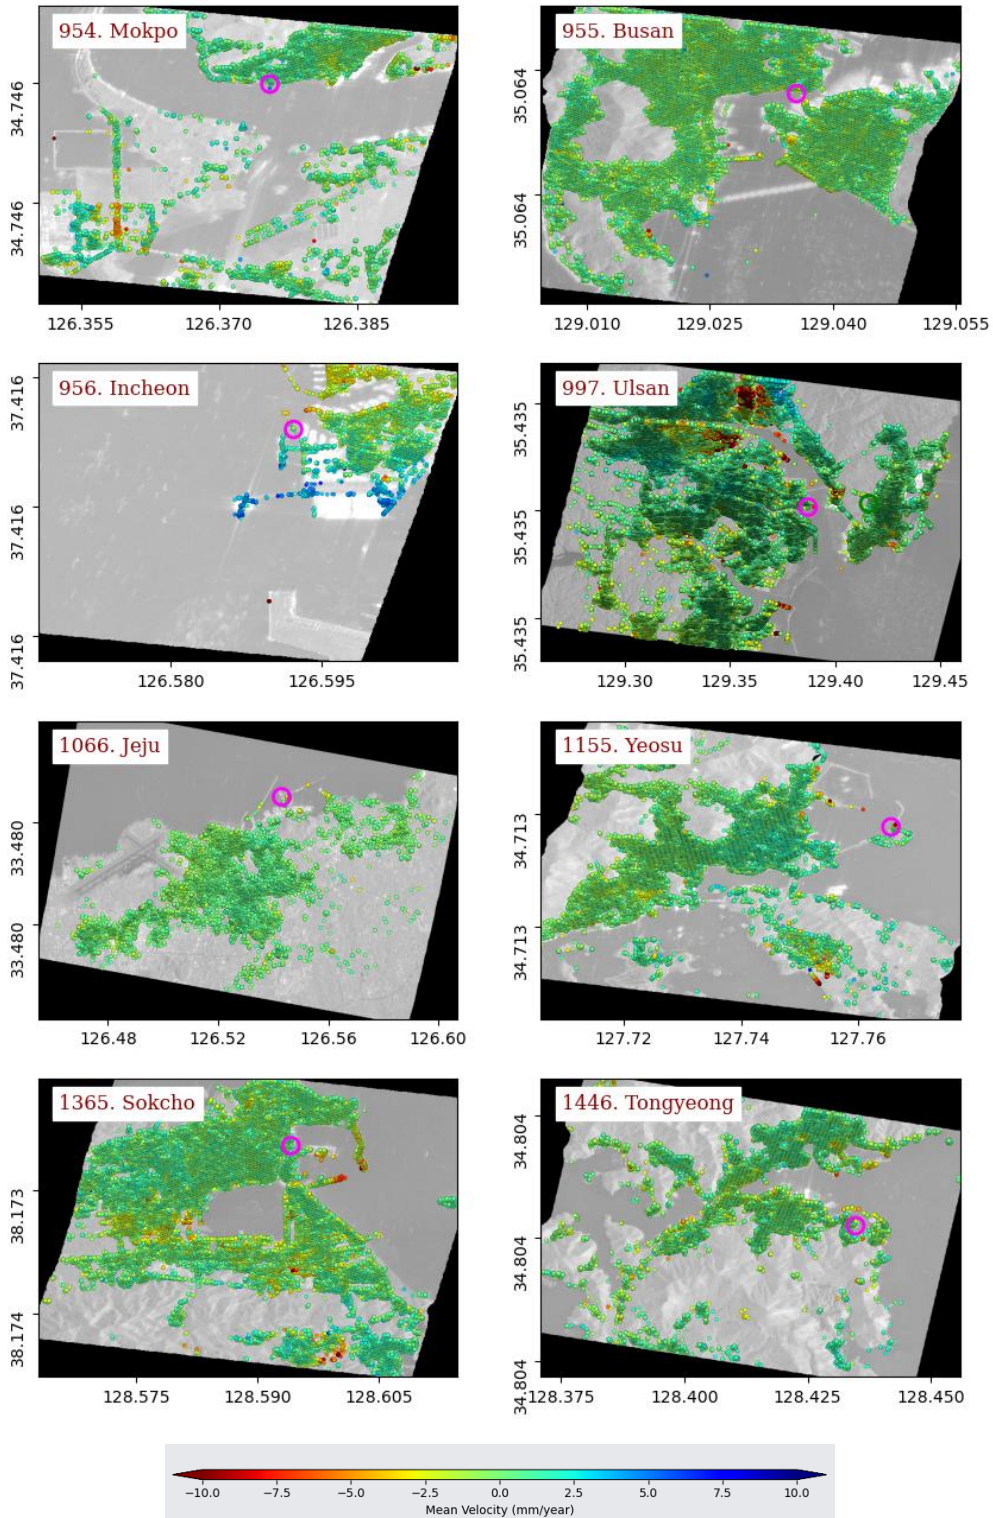 954. Mokpo
34.746
34.746
126.355 126.370 126.385
955. Busan
35.064
35.064
129.010 129.025 129.040 129.055
956. Incheon
37.416
37.416
37.416
126.580 126.595
997. Ulsan
35.435
35.435
35.435
129.30 129.35 129.40 129.45
1066. Jeju
33.480
33.480
126.48 126.52 126.56 126.60
1155. Yeosu
34.713
34.713
127.72 127.74 127.76
1365. Sokcho
38.173
38.174
128.575 128.590 128.605
1446. Tongyeong
34.804
34.804
34.804
128.375 128.400 128.425 128.450
−10.0 −7.5 −5.0 −2.5 0.0 2.5 5.0 7.5 10.0
Mean Velocity (mm/year)